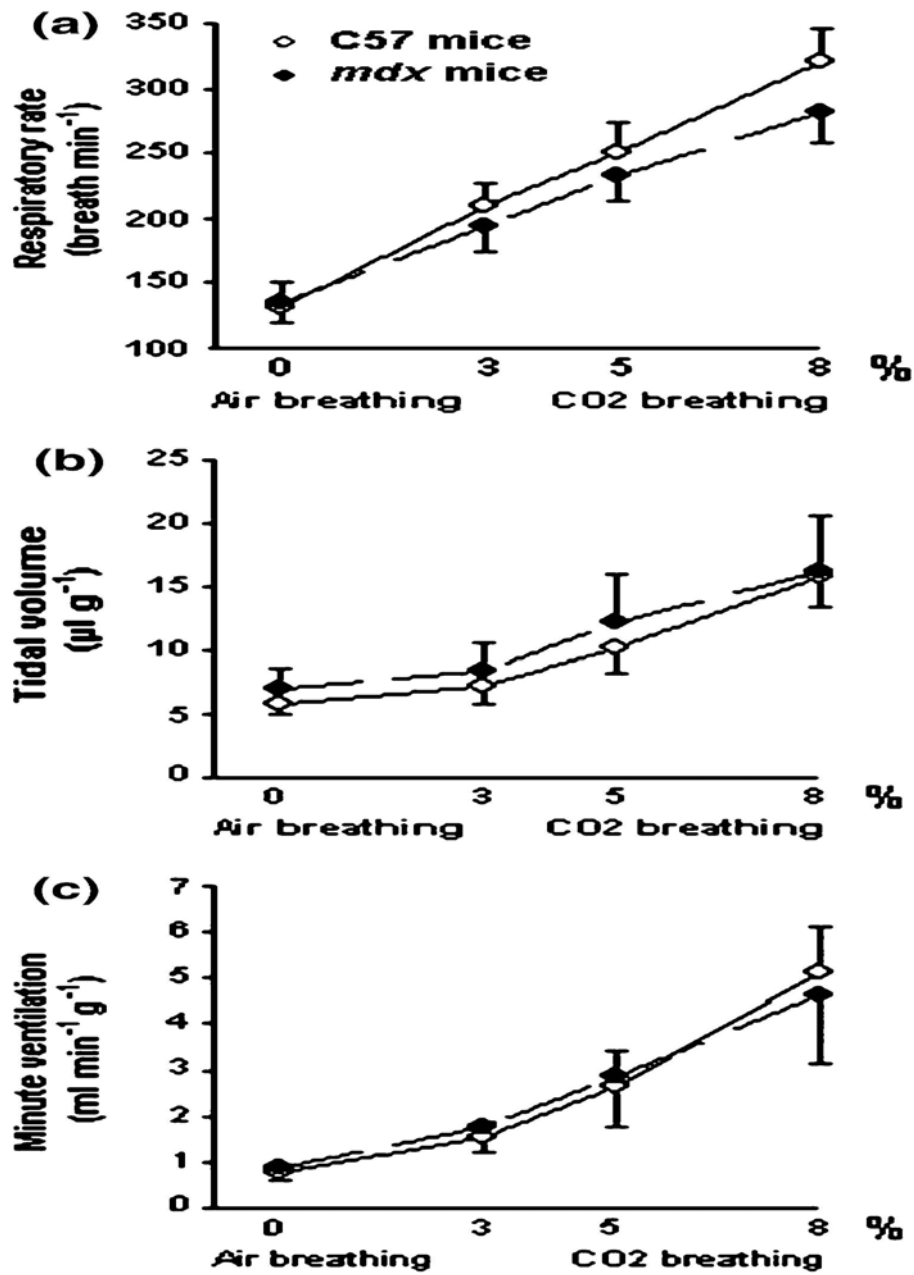 (a)
C57 mice
mdx mice
Respiratory rate
(breath min⁻¹)
350
300
250
200
150
100
0 3 5 8 %
Air breathing CO2 breathing
(b)
Tidal volume
(µl g⁻¹)
25
20
15
10
5
0
0 3 5 8 %
Air breathing CO2 breathing
(c)
Minute ventilation
(ml min⁻¹ g⁻¹)
7
6
5
4
3
2
1
0
0 3 5 8 %
Air breathing CO2 breathing